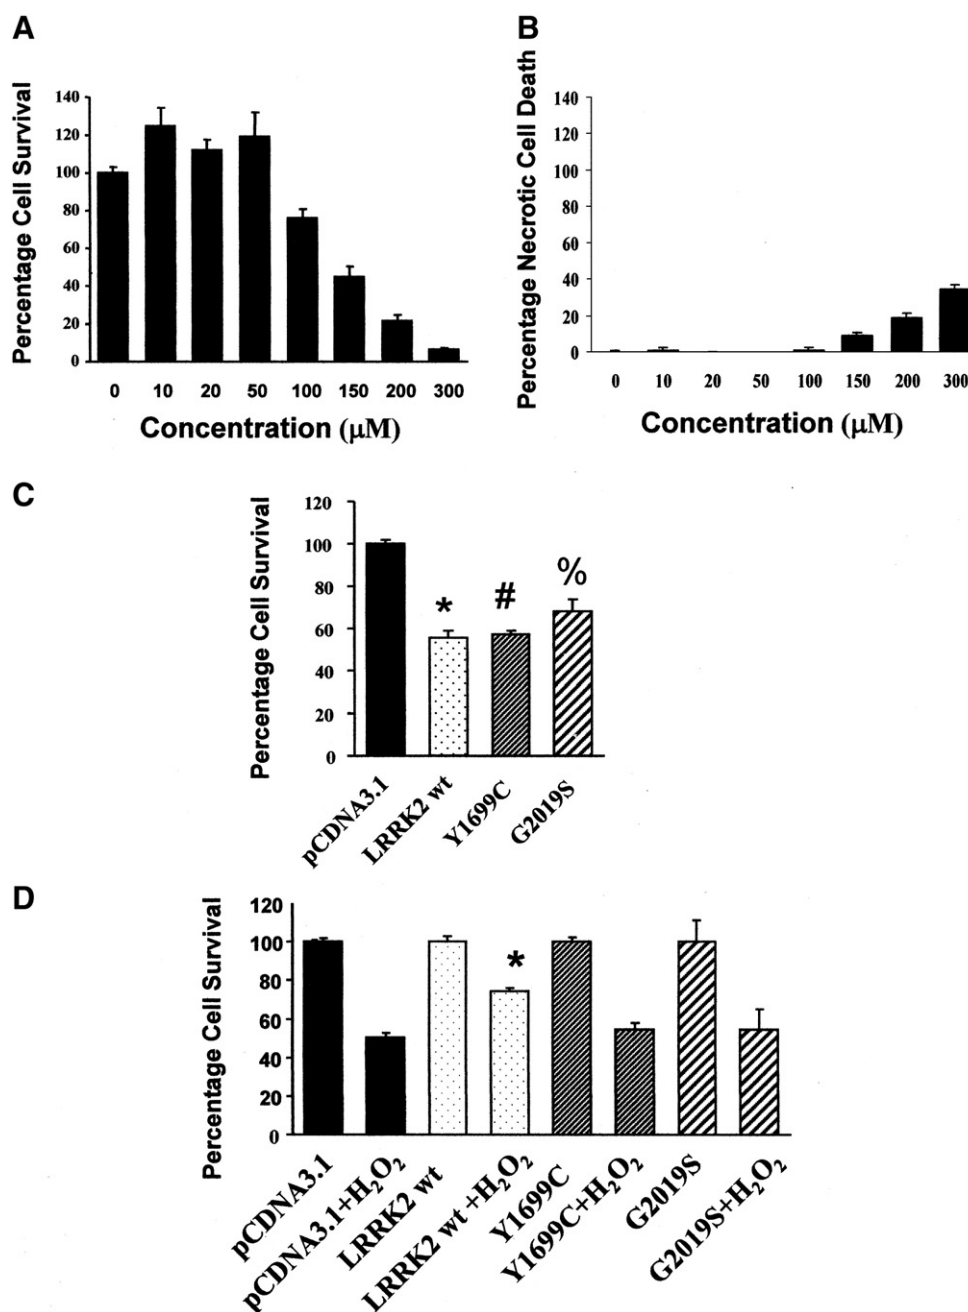 A
Percentage Cell Survival
140
120
100
80
60
40
20
0
0 10 20 50 100 150 200 300
Concentration (μM)
B
Percentage Necrotic Cell Death
140
120
100
80
60
40
20
0
0 10 20 50 100 150 200 300
Concentration (μM)
C
Percentage Cell Survival
120
100
80
60
40
20
0
* # %
pCDNA3.1
LRRK2 wt
Y1699C
G2019S
D
Percentage Cell Survival
120
100
80
60
40
20
0
*
pCDNA3.1
pCDNA3.1+H₂O₂
LRRK2 wt
LRRK2 wt +H₂O₂
Y1699C
Y1699C+H₂O₂
G2019S
G2019S+H₂O₂